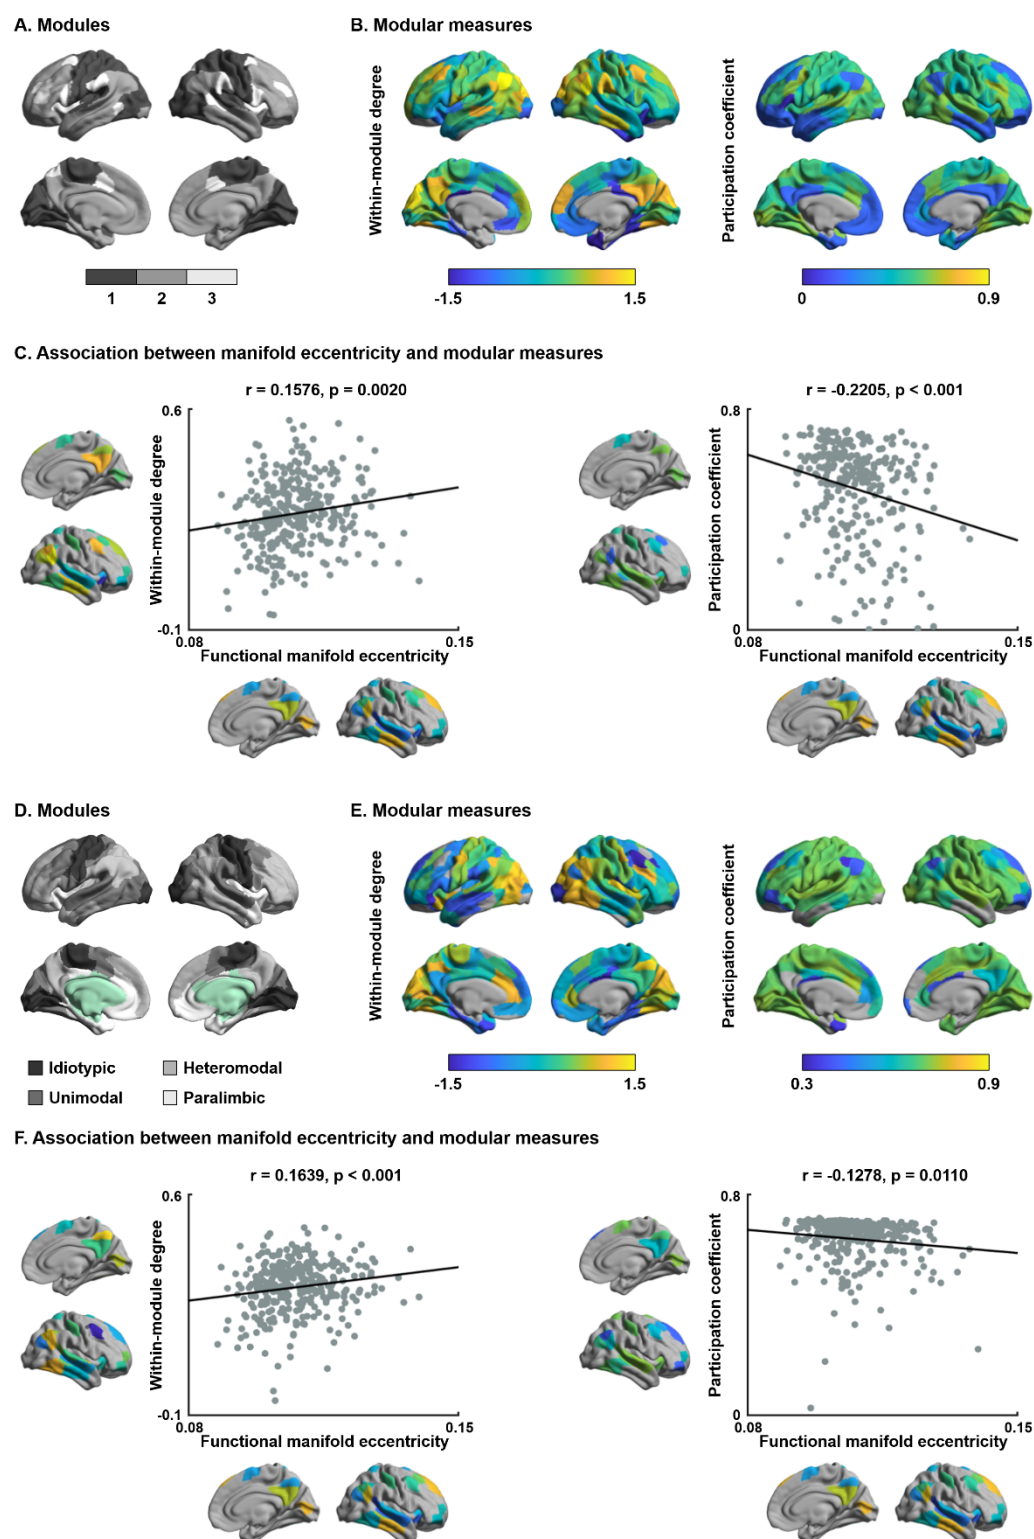 A. Modules
B. Modular measures
Within-module degree
Participation coefficient
1 2 3
-1.5 1.5
0 0.9
C. Association between manifold eccentricity and modular measures
r = 0.1576, p = 0.0020
0.6
Within-module degree
-0.1
0.08 0.15
Functional manifold eccentricity
r = -0.2205, p < 0.001
0.8
Participation coefficient
0
0.08 0.15
Functional manifold eccentricity
D. Modules
E. Modular measures
Within-module degree
Participation coefficient
Idiotypic Heteromodal
Unimodal Paralimbic
-1.5 1.5
0.3 0.9
F. Association between manifold eccentricity and modular measures
r = 0.1639, p < 0.001
0.6
Within-module degree
-0.1
0.08 0.15
Functional manifold eccentricity
r = -0.1278, p = 0.0110
0.8
Participation coefficient
0
0.08 0.15
Functional manifold eccentricity